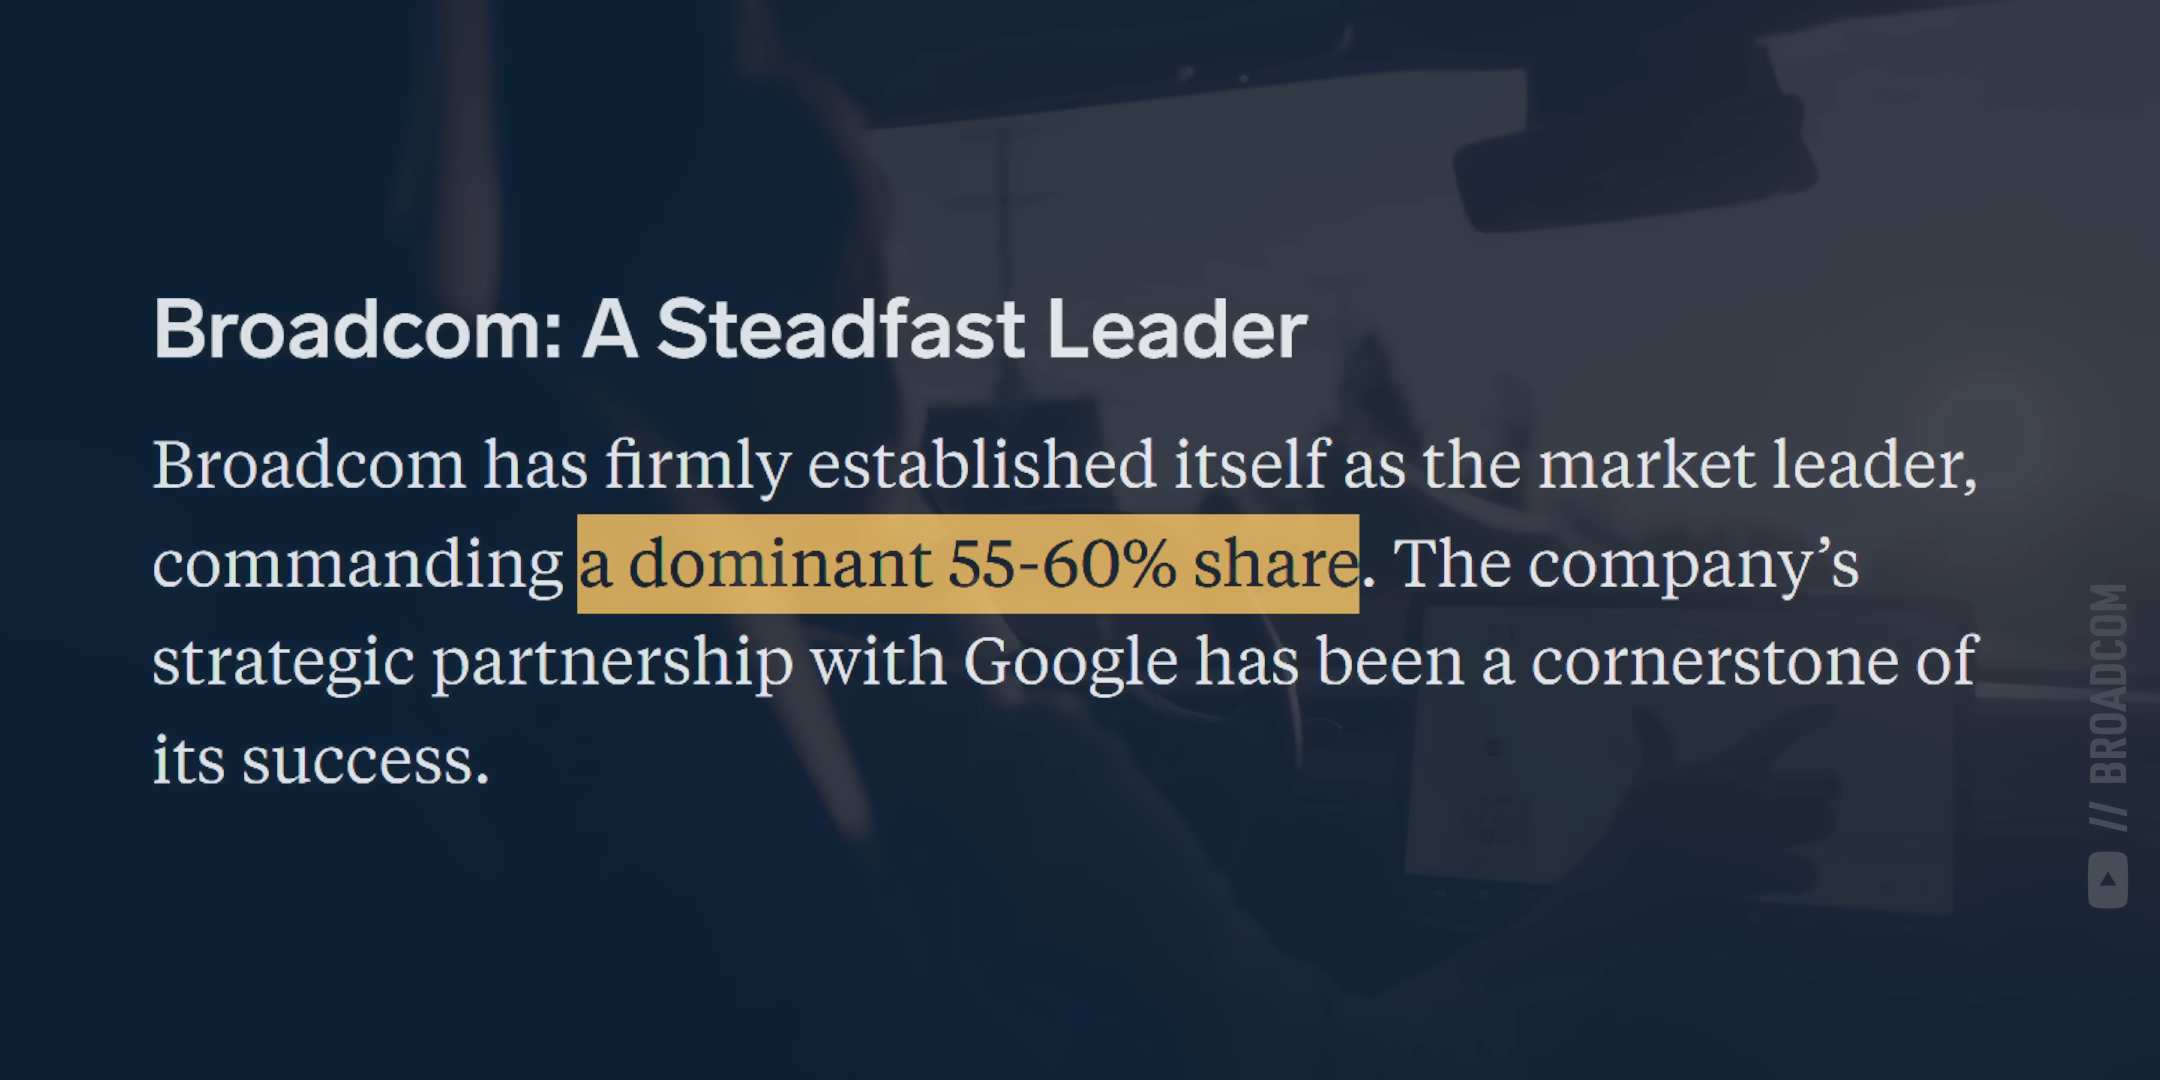 Broadcom: A Steadfast Leader
Broadcom has firmly established itself as the market leader,
commanding a dominant 55-60% share. The company’s
strategic partnership with Google has been a cornerstone of
its success.
// BROADCOM